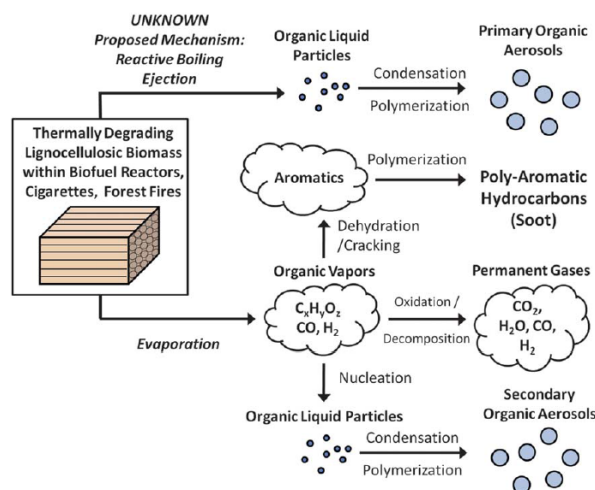 UNKNOWN
Proposed Mechanism:
Reactive Boiling
Ejection
Organic Liquid
Particles
Condensation
Polymerization
Primary Organic
Aerosols
Thermally Degrading
Lignocellulosic Biomass
within Biofuel Reactors,
Cigarettes, Forest Fires
Aromatics
Polymerization
Poly-Aromatic
Hydrocarbons
(Soot)
Dehydration
/Cracking
Organic Vapors
CₓHᵧO_z
CO, H₂
Evaporation
Oxidation /
Decomposition
Permanent Gases
CO₂,
H₂O, CO,
H₂
Nucleation
Organic Liquid Particles
Condensation
Polymerization
Secondary
Organic Aerosols